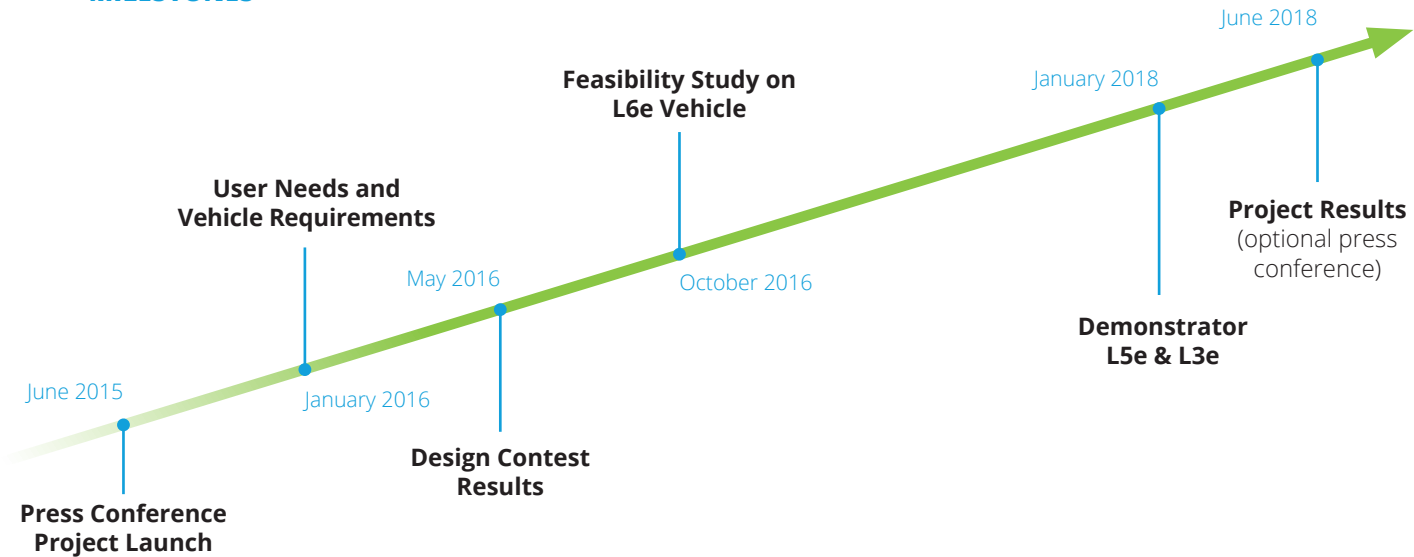 MILESTONES
June 2018
Feasibility Study on
L6e Vehicle
January 2018
User Needs and
Vehicle Requirements
Project Results
(optional press
conference)
May 2016
October 2016
Demonstrator
L5e & L3e
June 2015
January 2016
Design Contest
Results
Press Conference
Project Launch